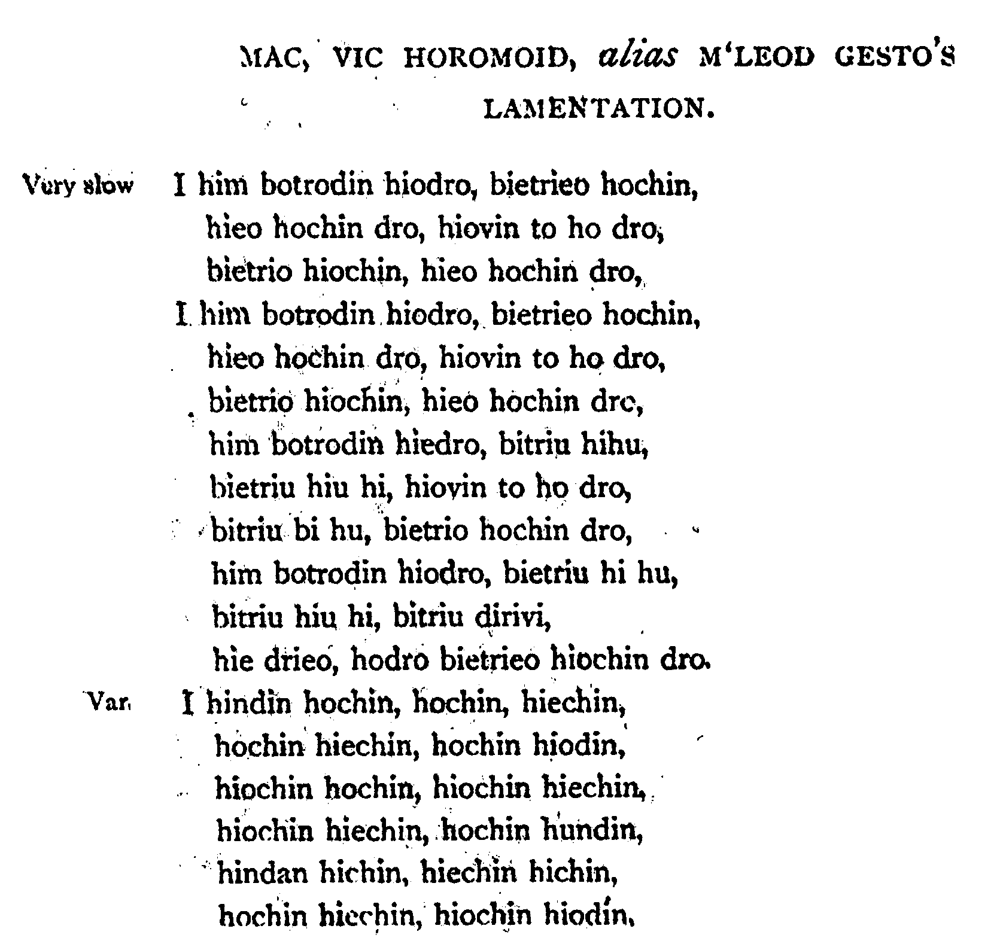 MAC, VIC HOROMOID, alias M‘LEOD GESTO'S
LAMENTATION.
Very slow I him botrodin hiodro, bietrieo hochin,
hieo hochin dro, hiovin to ho dro,
bietrio hiochin, hieo hochin dro,
I him botrodin hiodro, bietrieo hochin,
hieo hochin dro, hiovin to ho dro,
bietrio hiochin, hieo hochin dro,
him botrodin hiedro, bitriu hihu,
bietriu hiu hi, hiovin to ho dro,
bitriu bi hu, bietrio hochin dro,
him botrodin hiodro, bietriu hi hu,
bitriu hiu hi, bitriu dirivi,
hie drieo, hodro bietrieo hiochin dro.
Var. I hindin hochin, hochin, hiechin,
hochin hiechin, hochin hiodin,
hiochin hochin, hiochin hiechin,
hiochin hiechin, hochin hundin,
hindan hichin, hiechin hichin,
hochin hiechin, hiochin hiodin,